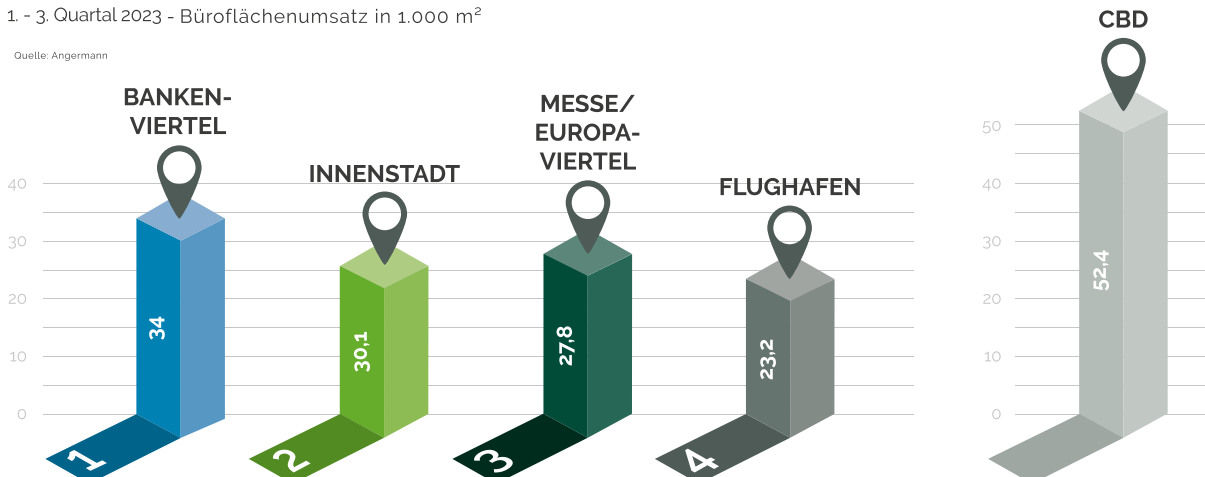 1. - 3. Quartal 2023 - Büroflächenumsatz in 1.000 m²
Quelle: Angermann
BANKEN-
VIERTEL
INNENSTADT
MESSE/
EUROPA-
VIERTEL
FLUGHAFEN
CBD
40
30
20
10
0
34
30,1
27,8
23,2
1
2
3
4
50
40
30
20
10
0
52,4